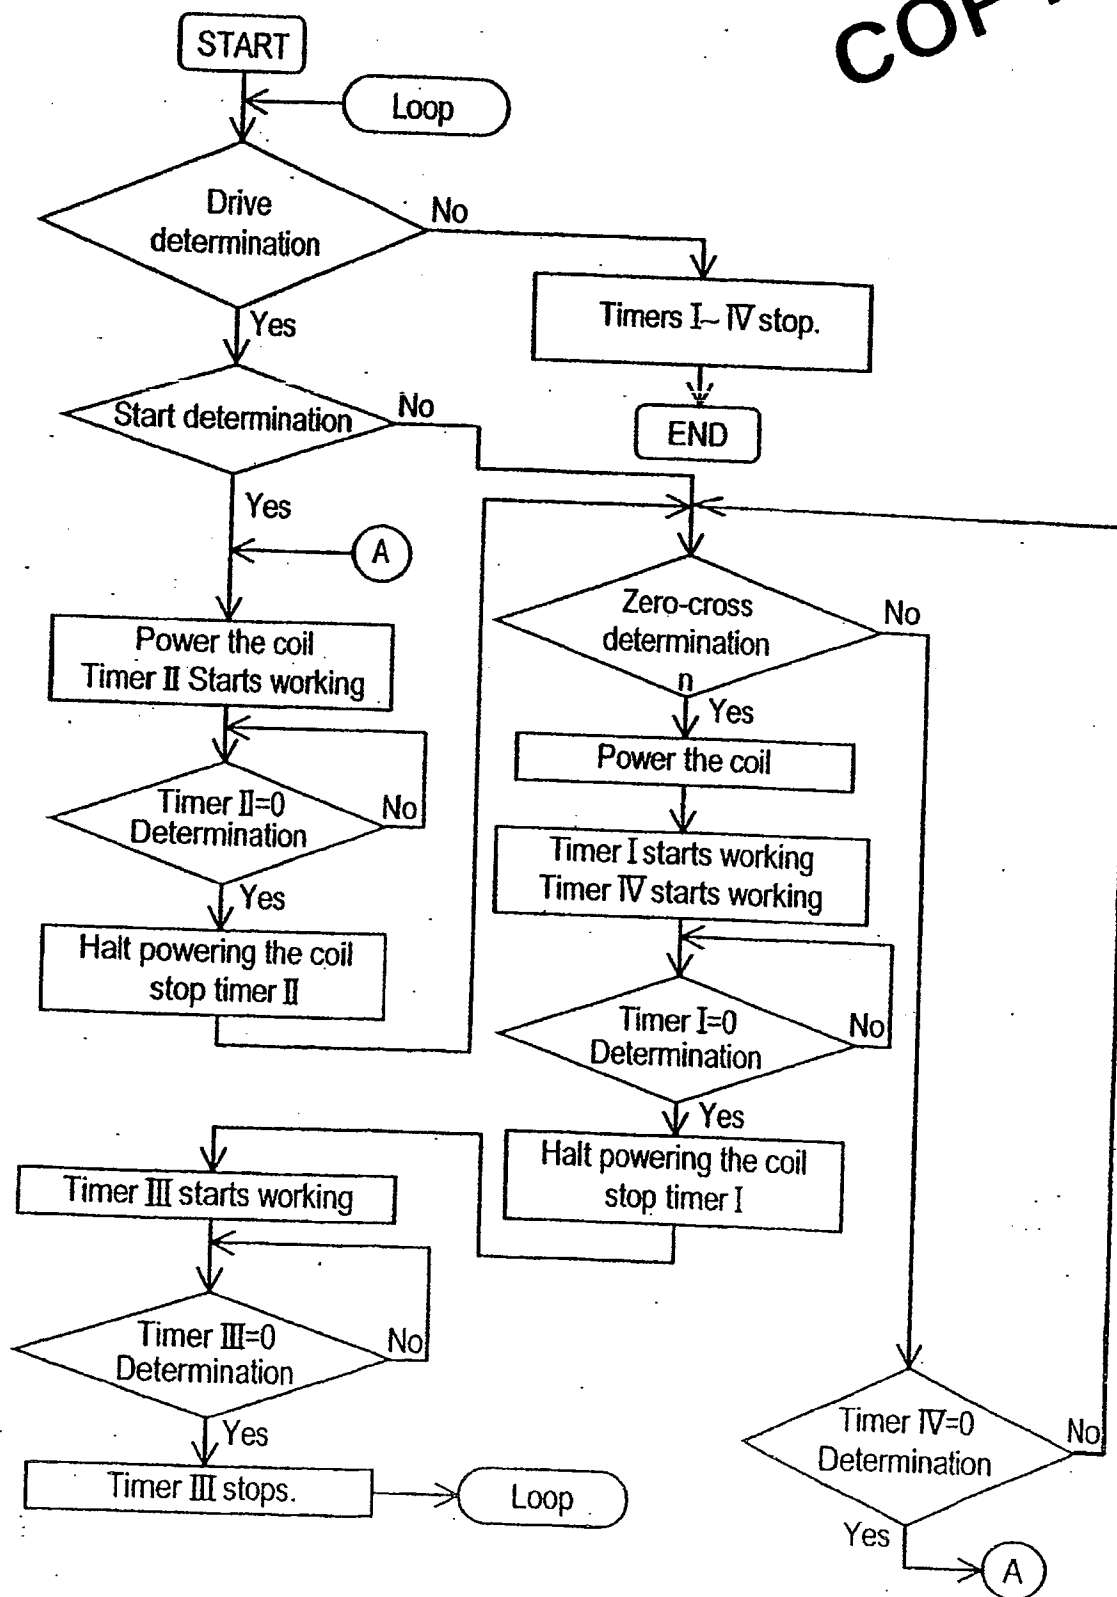 COPY
START
Loop
Drive
determination
No
Timers I~ IV stop.
Yes
END
Start determination
No
Yes
A
Power the coil
Timer II Starts working
Timer II=0
Determination
No
Yes
Halt powering the coil
stop timer II
Zero-cross
determination
n
No
Yes
Power the coil
Timer I starts working
Timer IV starts working
Timer I=0
Determination
No
Yes
Halt powering the coil
stop timer I
Timer III starts working
Timer III=0
Determination
No
Yes
Timer III stops.
Loop
Timer IV=0
Determination
No
Yes
A